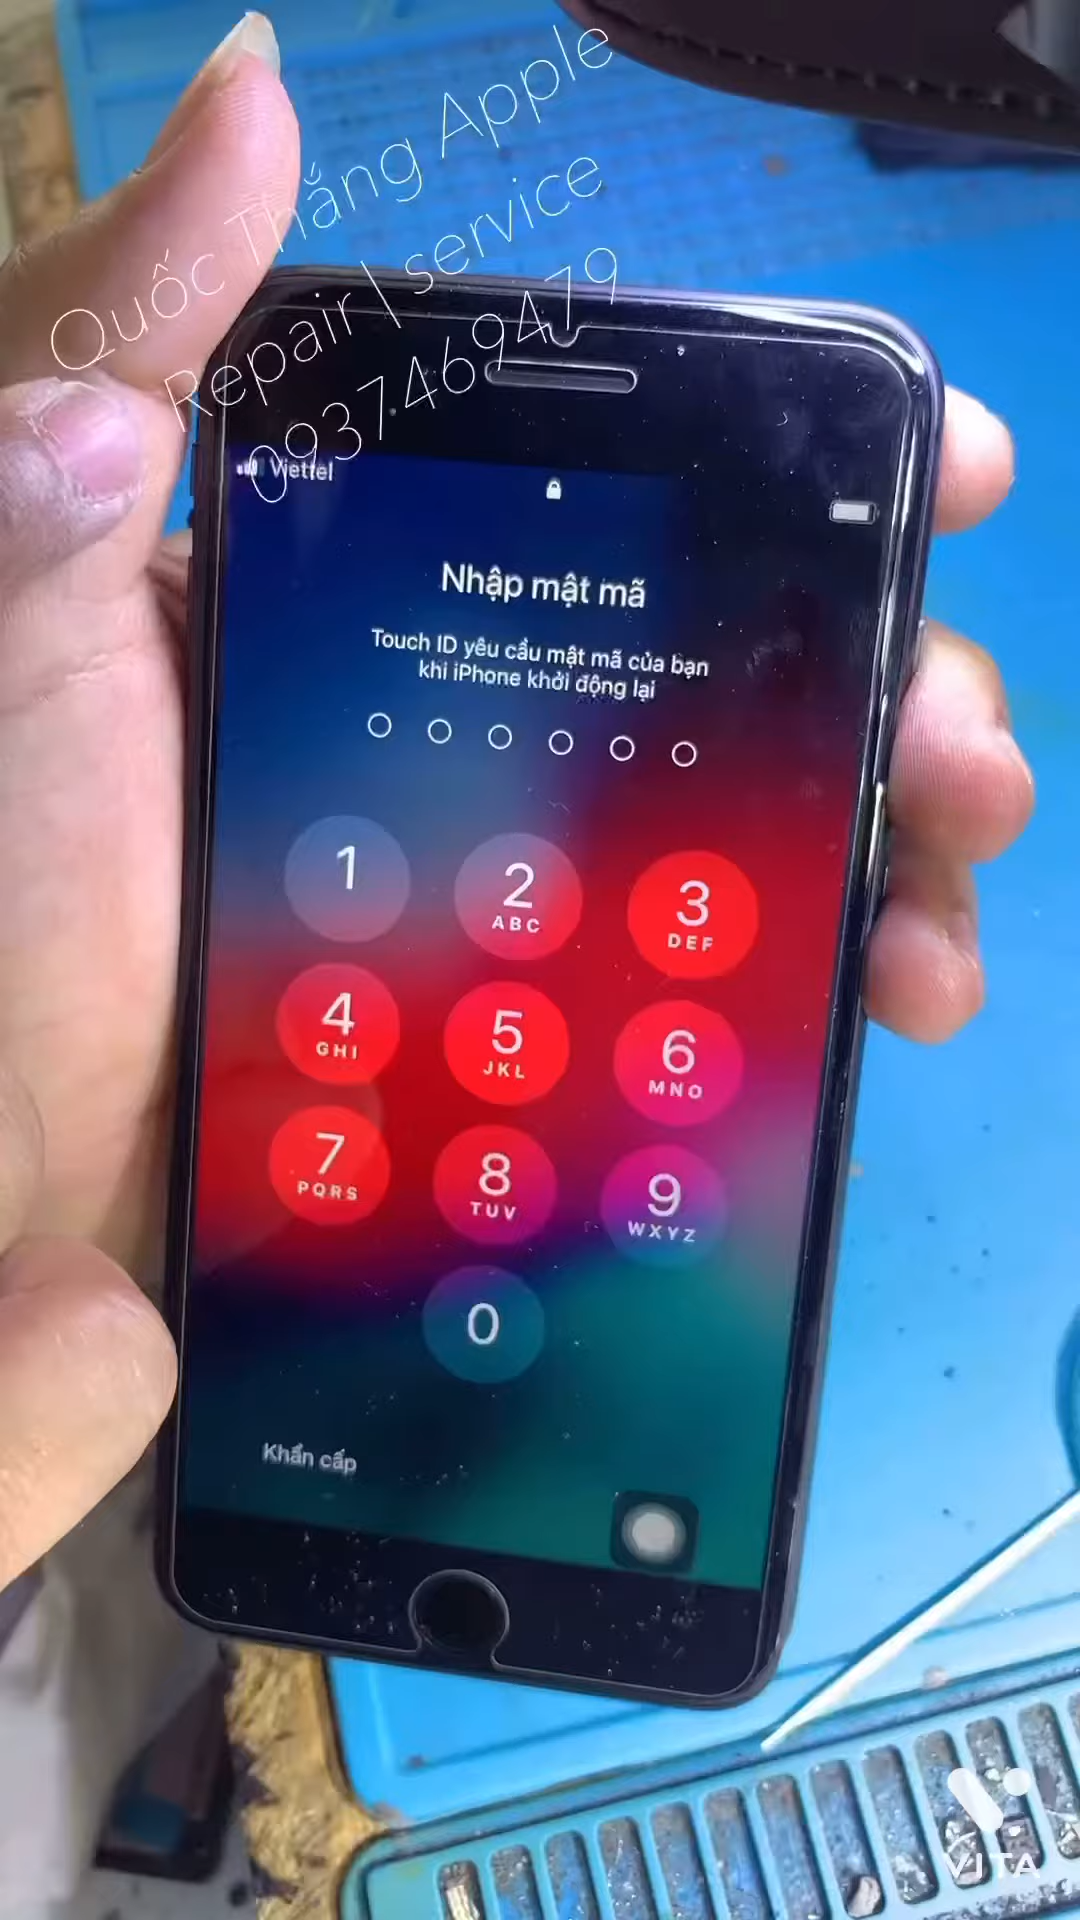 Quốc Thắng Apple
Repair | service
0937469479
Viettel
Nhập mật mã
Touch ID yêu cầu mật mã của bạn
khi iPhone khởi động lại
1
2
ABC
3
DEF
4
GHI
5
JKL
6
MNO
7
PQRS
8
TUV
9
WXYZ
0
Khẩn cấp
VITA